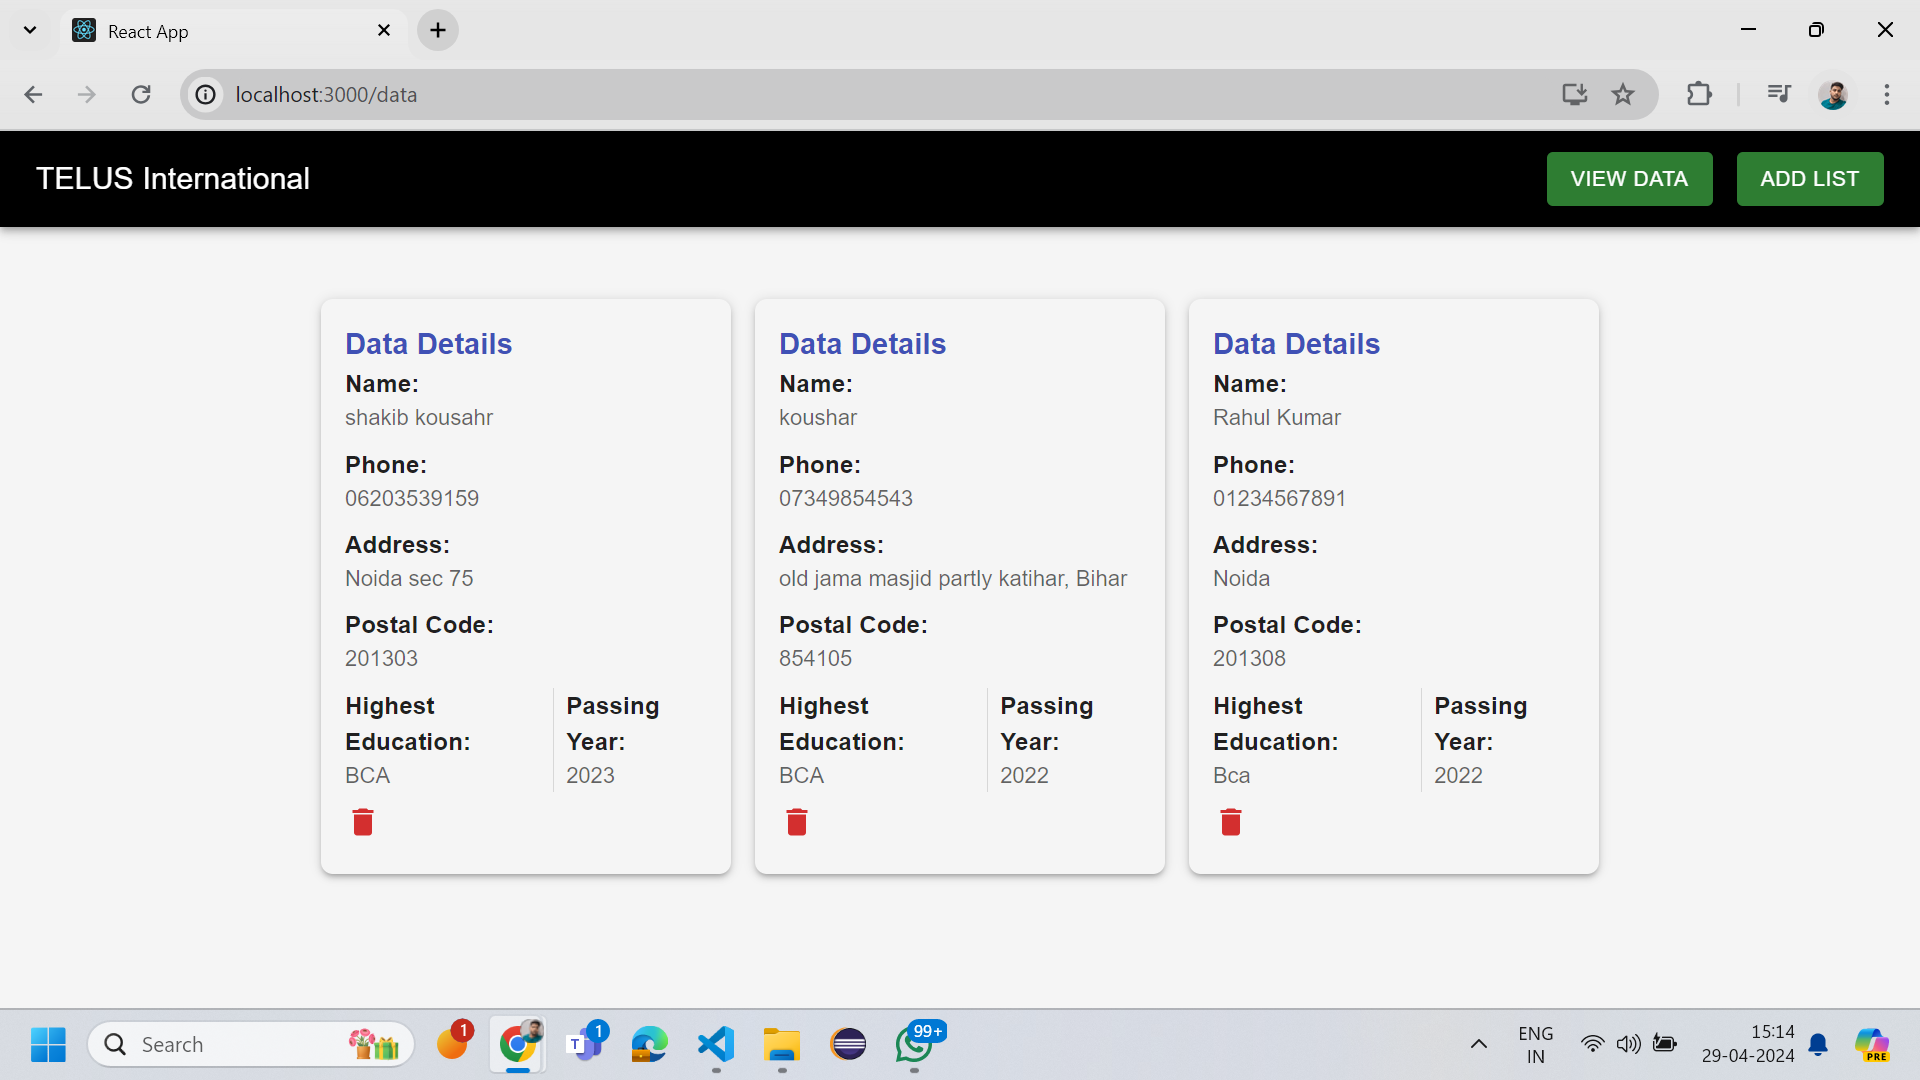 React App
localhost:3000/data
TELUS International
VIEW DATA
ADD LIST
Data Details
Name:
shakib kousahr
Phone:
06203539159
Address:
Noida sec 75
Postal Code:
201303
Highest
Education:
BCA
Passing
Year:
2023
Data Details
Name:
koushar
Phone:
07349854543
Address:
old jama masjid partly katihar, Bihar
Postal Code:
854105
Highest
Education:
BCA
Passing
Year:
2022
Data Details
Name:
Rahul Kumar
Phone:
01234567891
Address:
Noida
Postal Code:
201308
Highest
Education:
Bca
Passing
Year:
2022
Search
1
T
1
99+
ENG
IN
15:14
29-04-2024
PRE